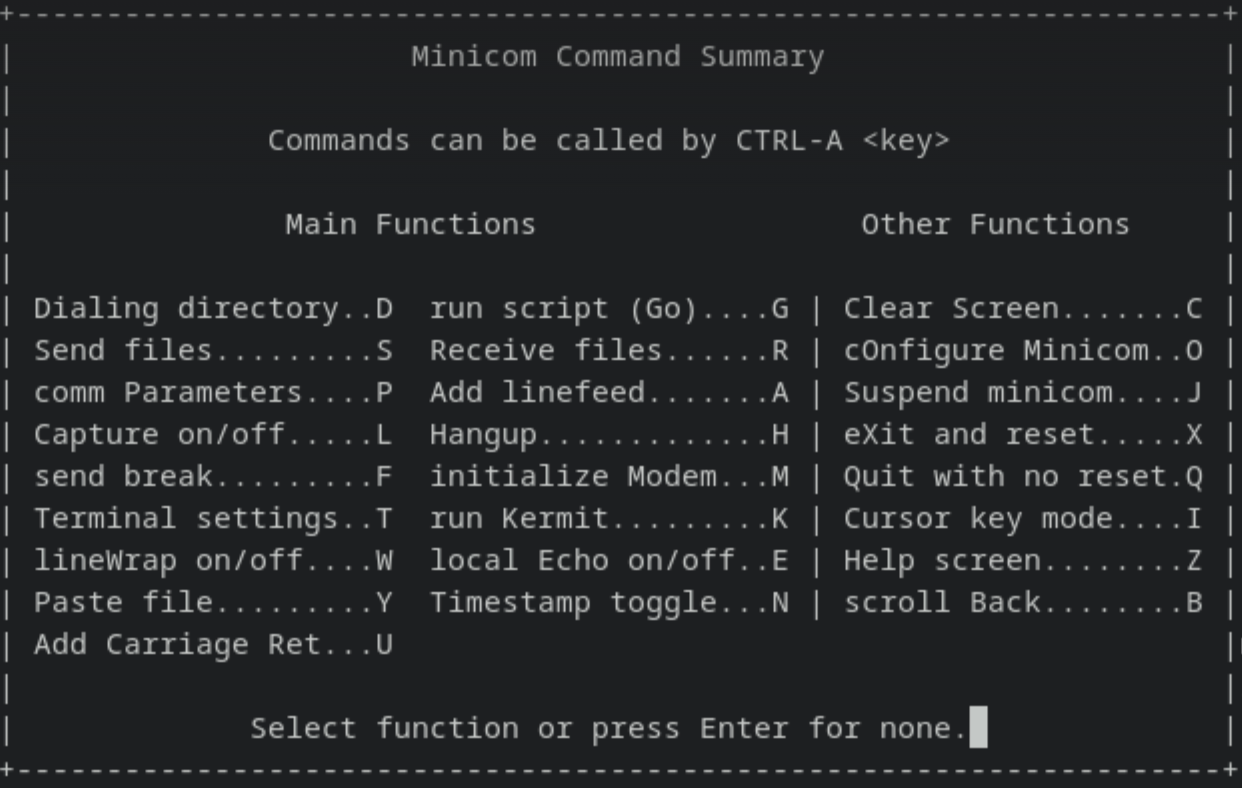 +-------------------------------------------------------------------+
| Minicom Command Summary |
| |
| Commands can be called by CTRL-A <key> |
| |
| Main Functions Other Functions |
| |
| Dialing directory..D run script (Go)....G | Clear Screen.......C |
| Send files.........S Receive files......R | cOnfigure Minicom..O |
| comm Parameters....P Add linefeed.......A | Suspend minicom....J |
| Capture on/off.....L Hangup.............H | eXit and reset.....X |
| send break.........F initialize Modem...M | Quit with no reset.Q |
| Terminal settings..T run Kermit.........K | Cursor key mode....I |
| lineWrap on/off....W local Echo on/off..E | Help screen........Z |
| Paste file.........Y Timestamp toggle...N | scroll Back........B |
| Add Carriage Ret...U |
| |
| Select function or press Enter for none. |
+-------------------------------------------------------------------+